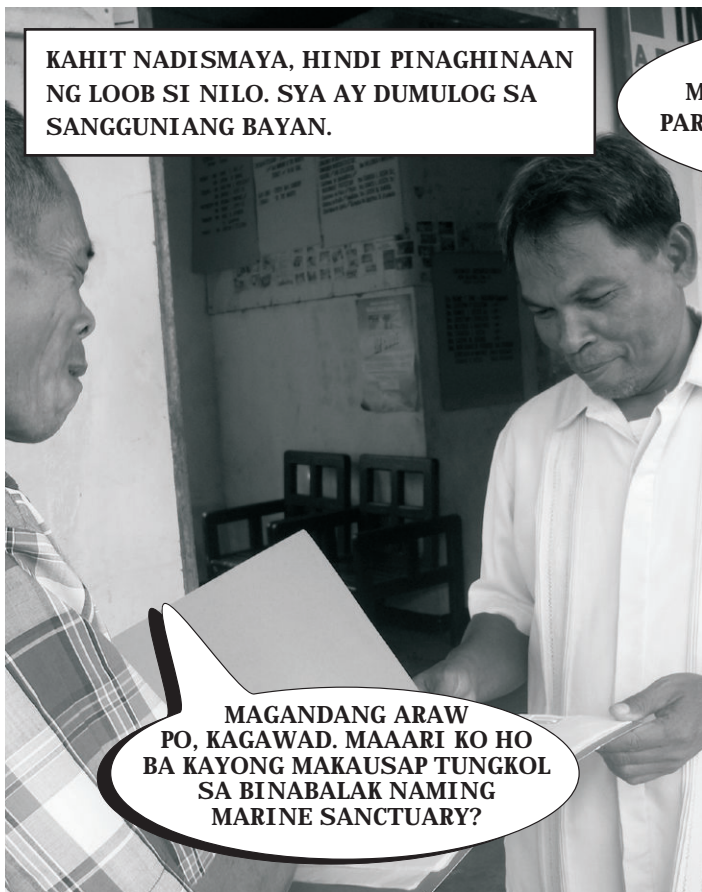 KAHIT NADISMAYA, HINDI PINAGHINAAN
NG LOOB SI NILO. SYA AY DUMULOG SA
SANGGUNIANG BAYAN.
MAGANDANG ARAW
PO, KAGAWAD. MAAARI KO HO
BA KAYONG MAKAUSAP TUNGKOL
SA BINABALAK NAMING
MARINE SANCTUARY?